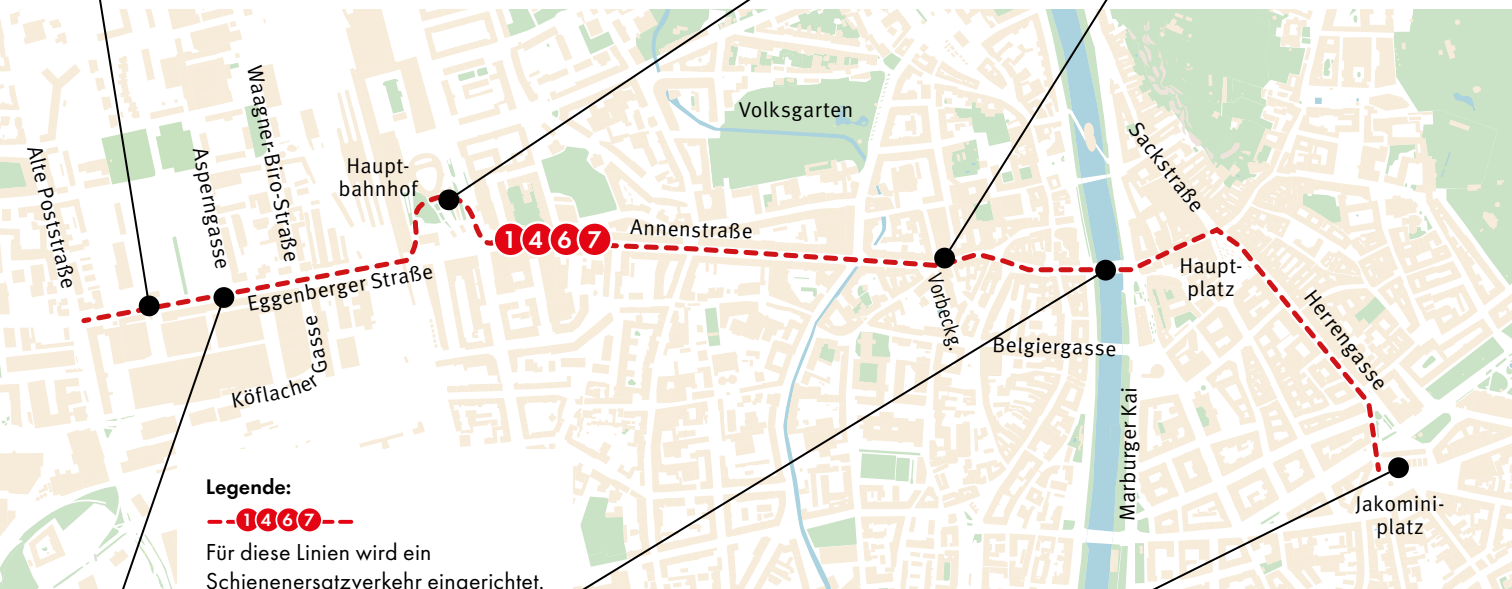 Volksgarten
Waagner-Biro-Straße
Sackstraße
Alte Poststraße
Asperngasse
Haupt-
bahnhof
1 4 6 7
Annenstraße
Eggenberger Straße
Haupt-
platz
Vorbeckg.
Herrengasse
Köflacher Gasse
Belgiergasse
Marburger Kai
Legende:
1 4 6 7
Für diese Linien wird ein
Schienenersatzverkehr eingerichtet.
Jakomini-
platz